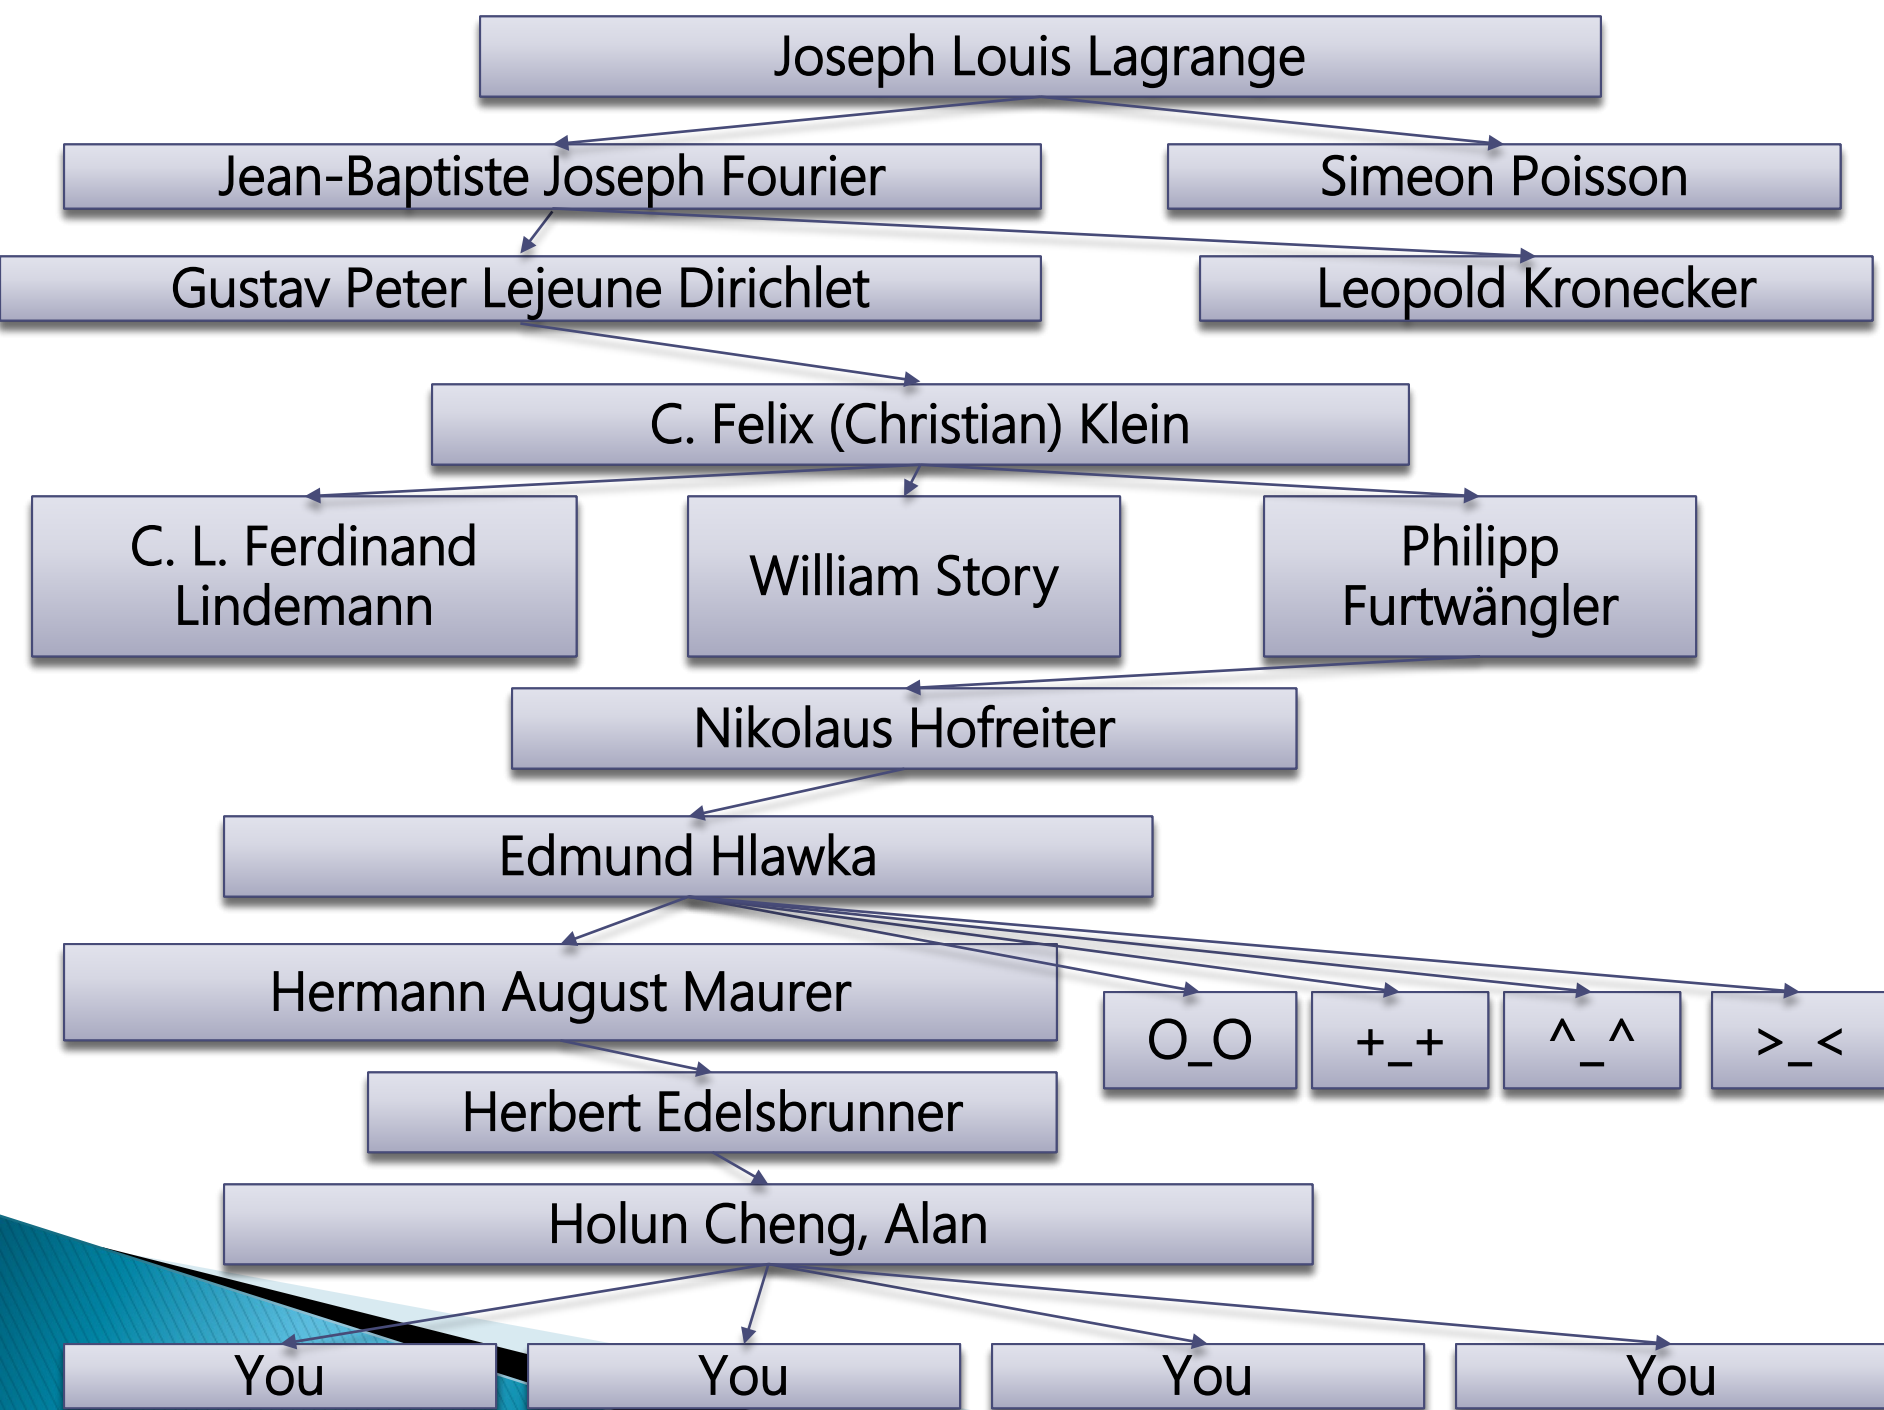 Joseph Louis Lagrange
Jean-Baptiste Joseph Fourier
Simeon Poisson
Gustav Peter Lejeune Dirichlet
Leopold Kronecker
C. Felix (Christian) Klein
C. L. Ferdinand
Lindemann
William Story
Philipp
Furtwängler
Nikolaus Hofreiter
Edmund Hlawka
Hermann August Maurer
O_O
+_+
^_^
>_<
Herbert Edelsbrunner
Holun Cheng, Alan
You
You
You
You